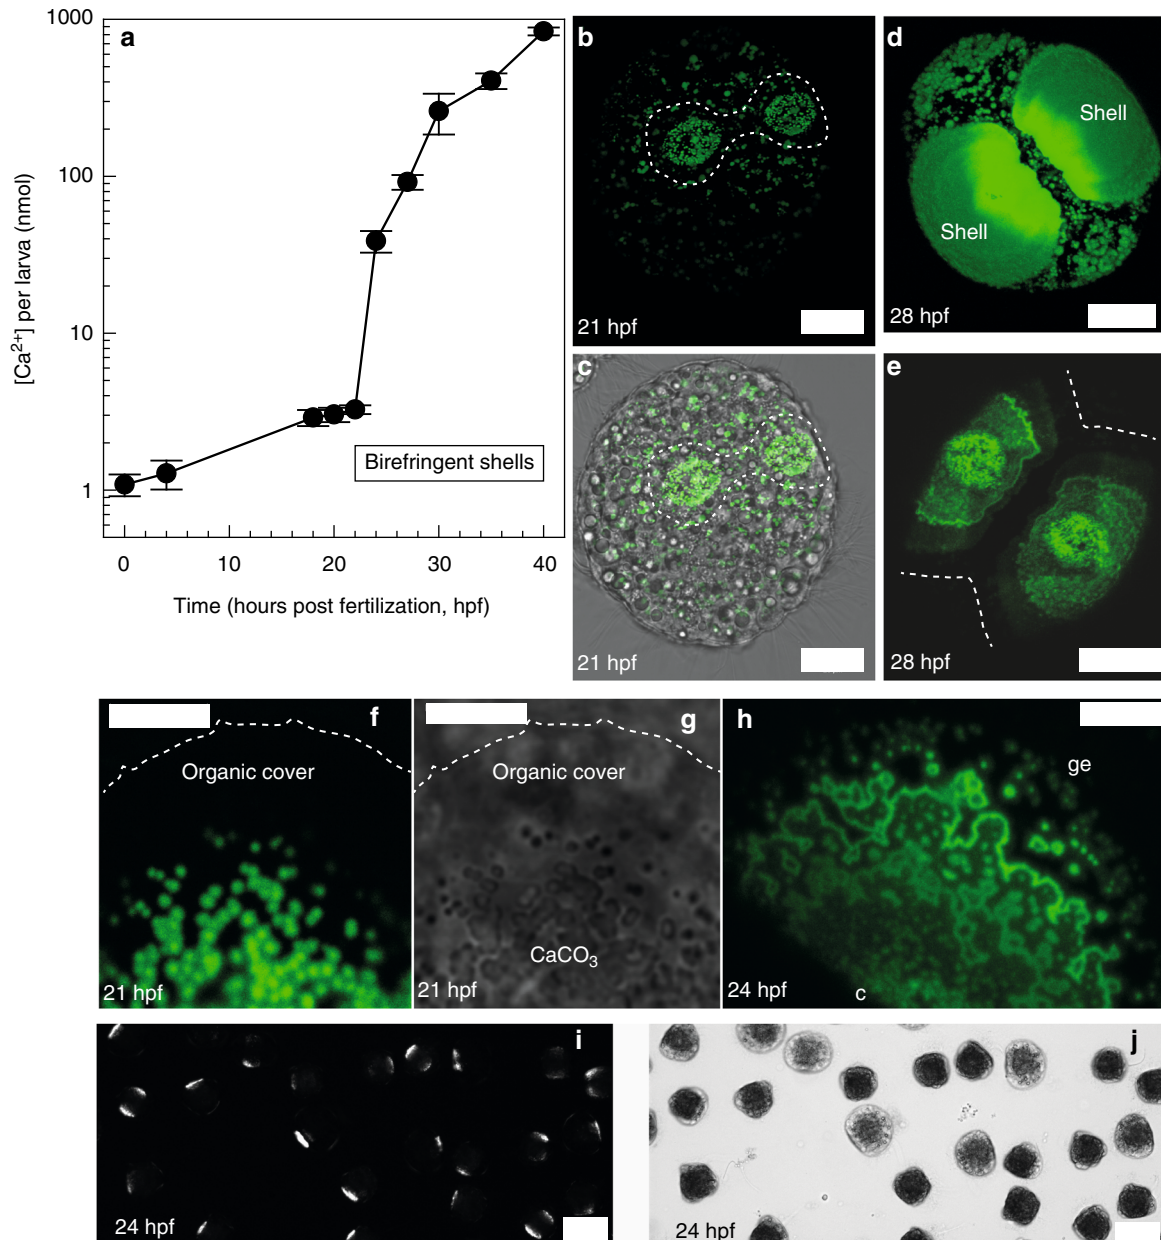 a
1000
100
10
1
[Ca²⁺] per larva (nmol)
Birefringent shells
0 10 20 30 40
Time (hours post fertilization, hpf)
b
21 hpf
d
Shell
Shell
28 hpf
c
21 hpf
e
28 hpf
f
Organic cover
21 hpf
g
Organic cover
CaCO₃
21 hpf
h
ge
24 hpf
c
i
24 hpf
j
24 hpf